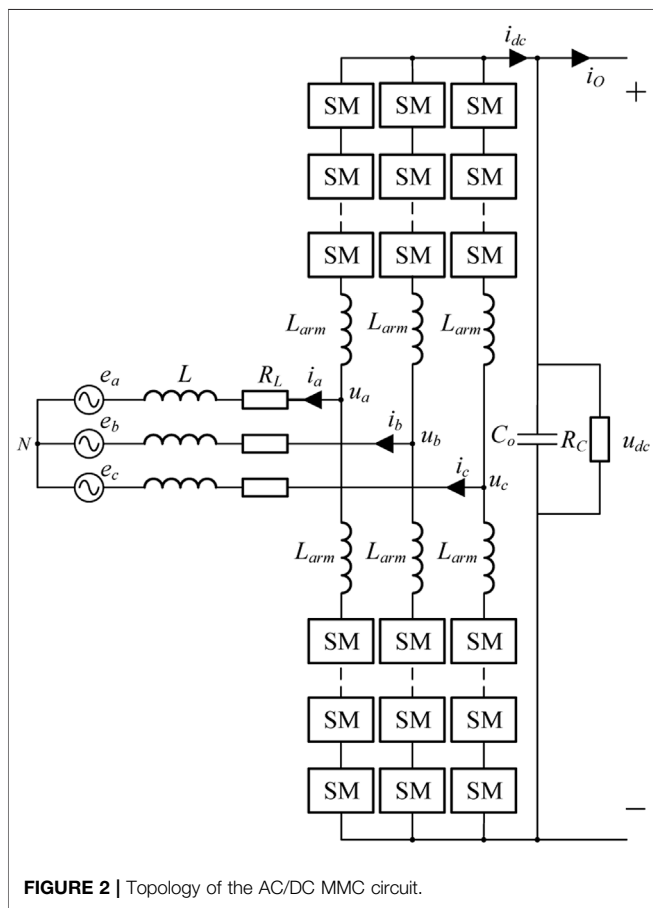 i_dc
i_O
+
SM SM SM
SM SM SM
SM SM SM
L_arm L_arm L_arm
e_a L R_L i_a u_a
N e_b i_b u_b C_o R_C u_dc
e_c i_c u_c
L_arm L_arm L_arm
SM SM SM
SM SM SM
SM SM SM
−
FIGURE 2 | Topology of the AC/DC MMC circuit.